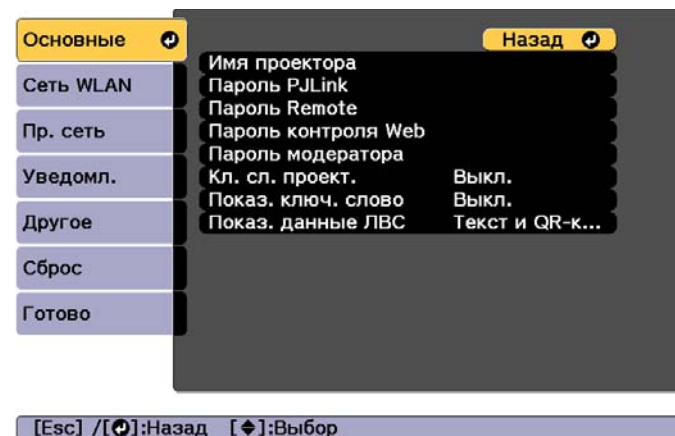 Основные
Сеть WLAN
Пр. сеть
Уведомл.
Другое
Сброс
Готово
Назад
Имя проектора
Пароль PJLink
Пароль Remote
Пароль контроля Web
Пароль модератора
Кл. сл. проект. Выкл.
Показ. ключ. слово Выкл.
Показ. данные ЛВС Текст и QR-к...
[Esc] /[⏎]:Назад [◆]:Выбор